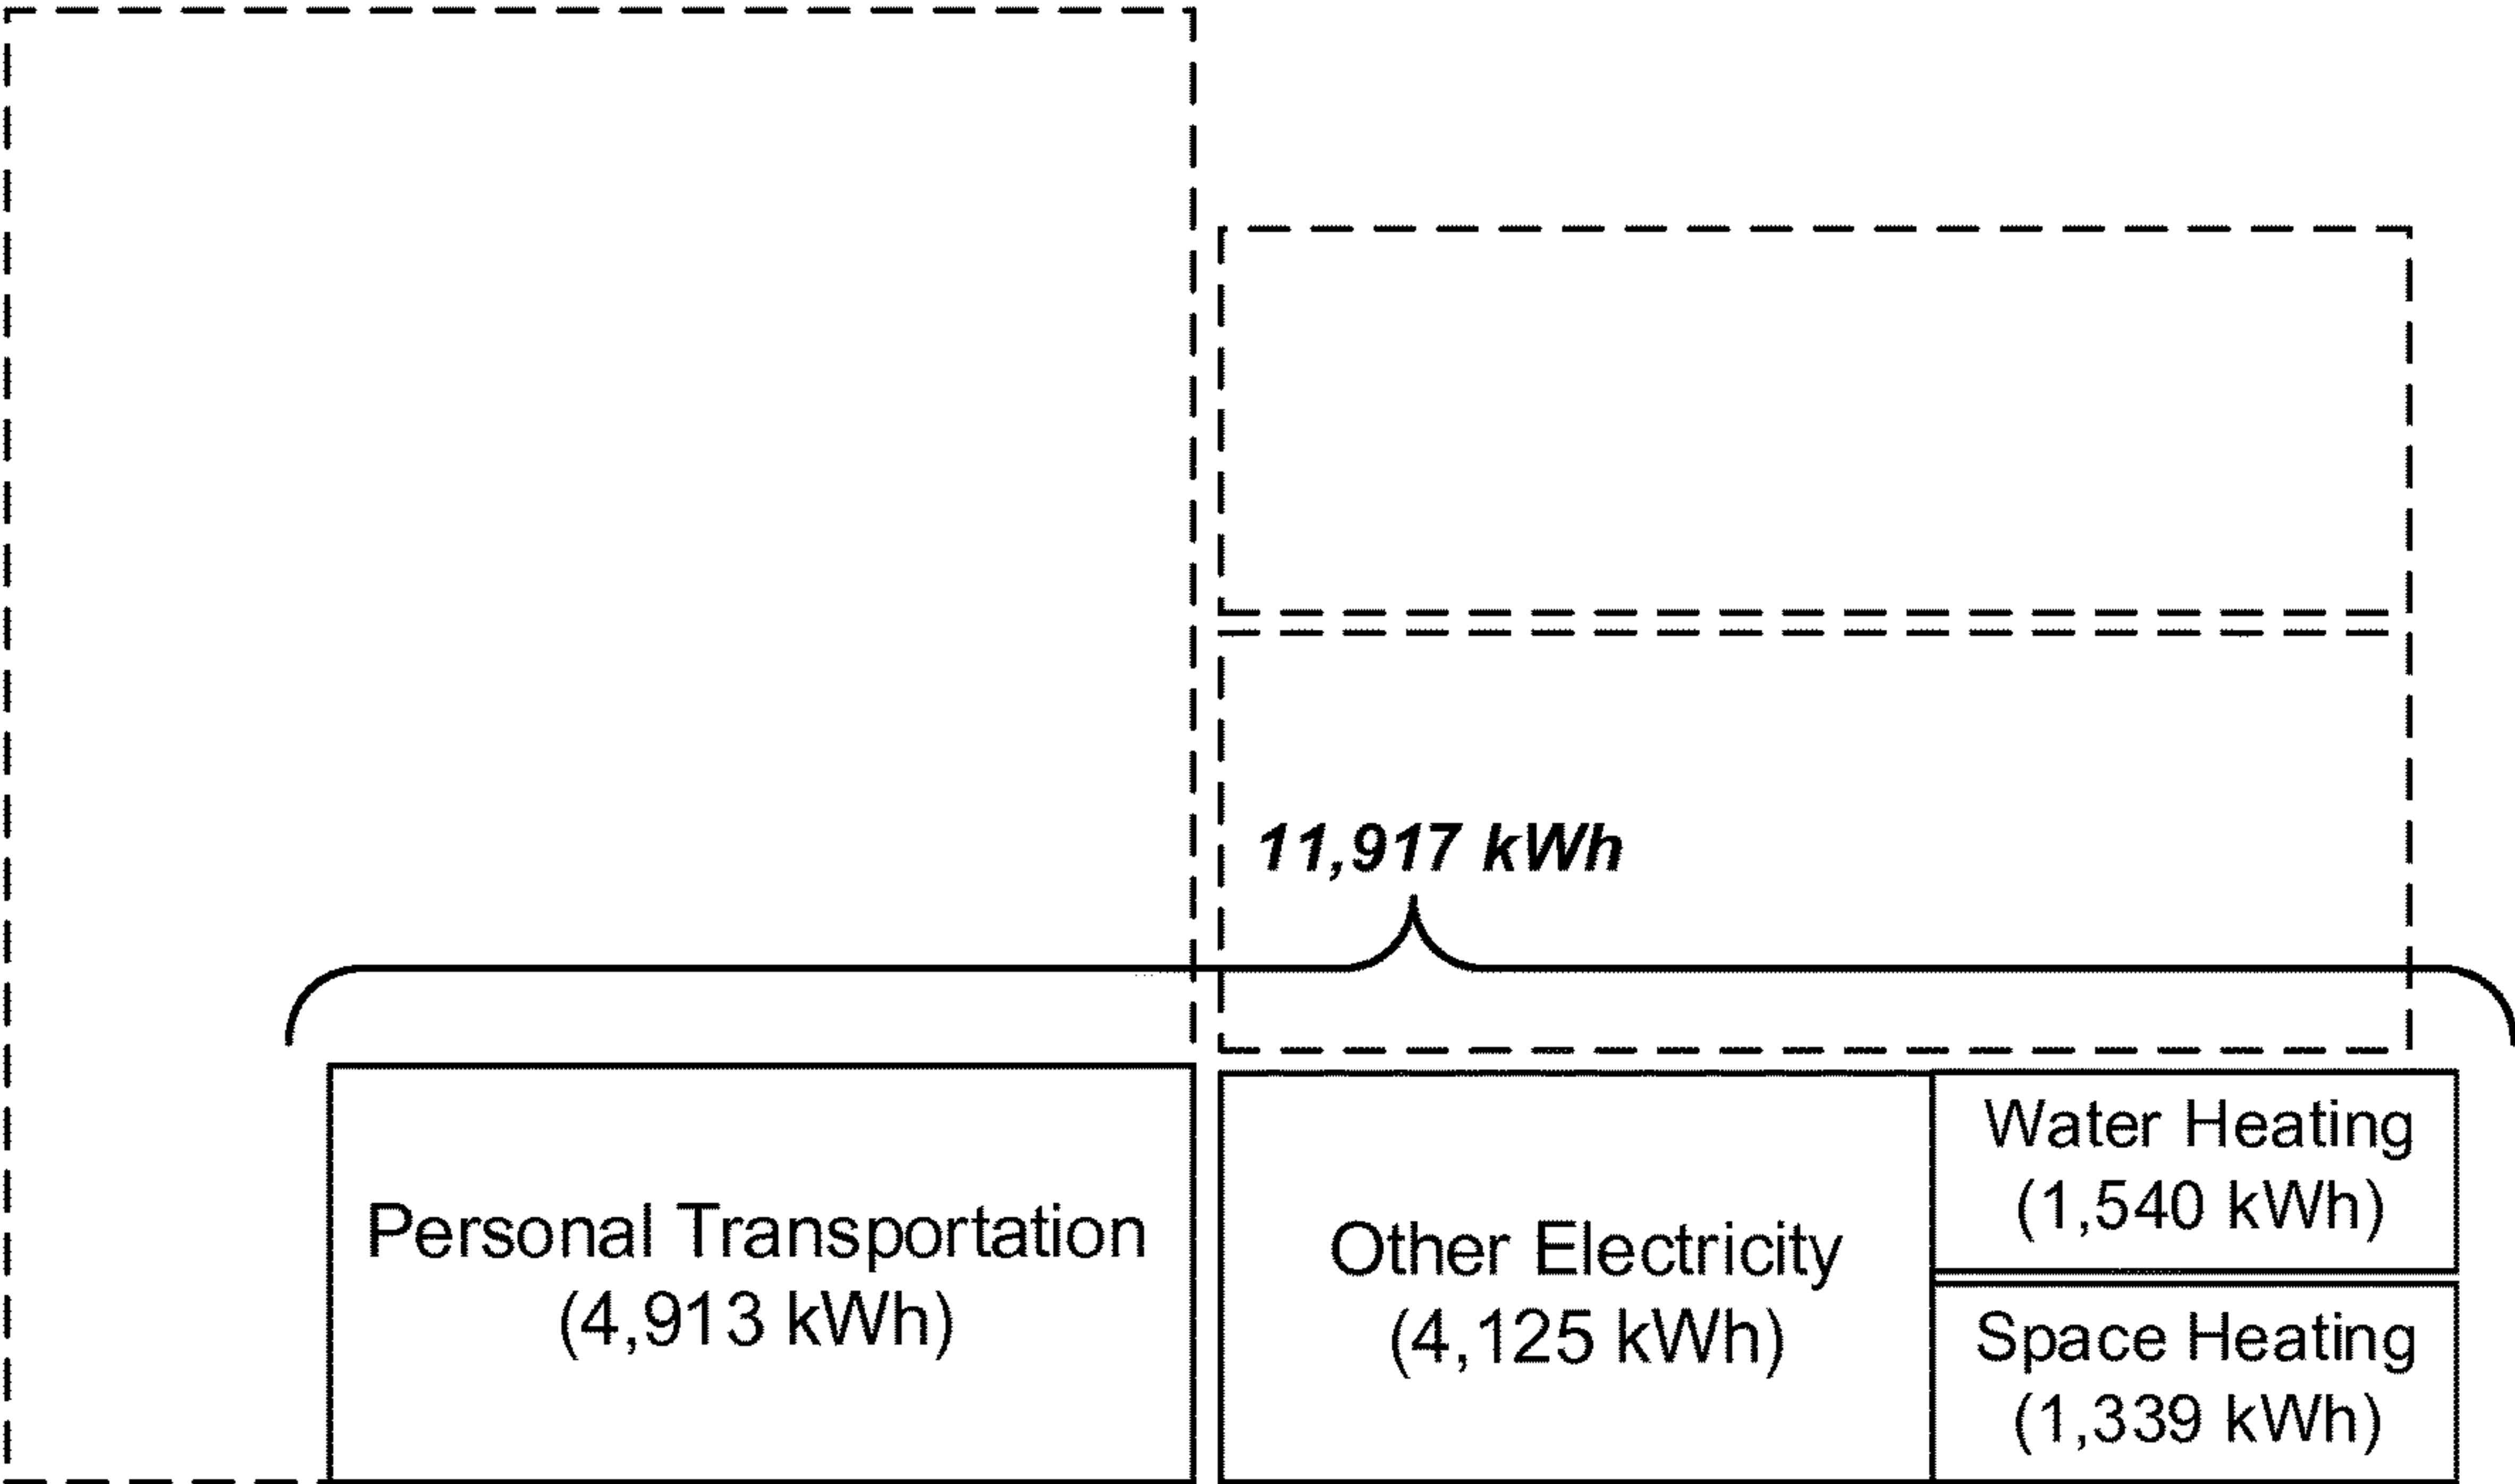 11,917 kWh
Personal Transportation
(4,913 kWh)
Other Electricity
(4,125 kWh)
Water Heating
(1,540 kWh)
Space Heating
(1,339 kWh)